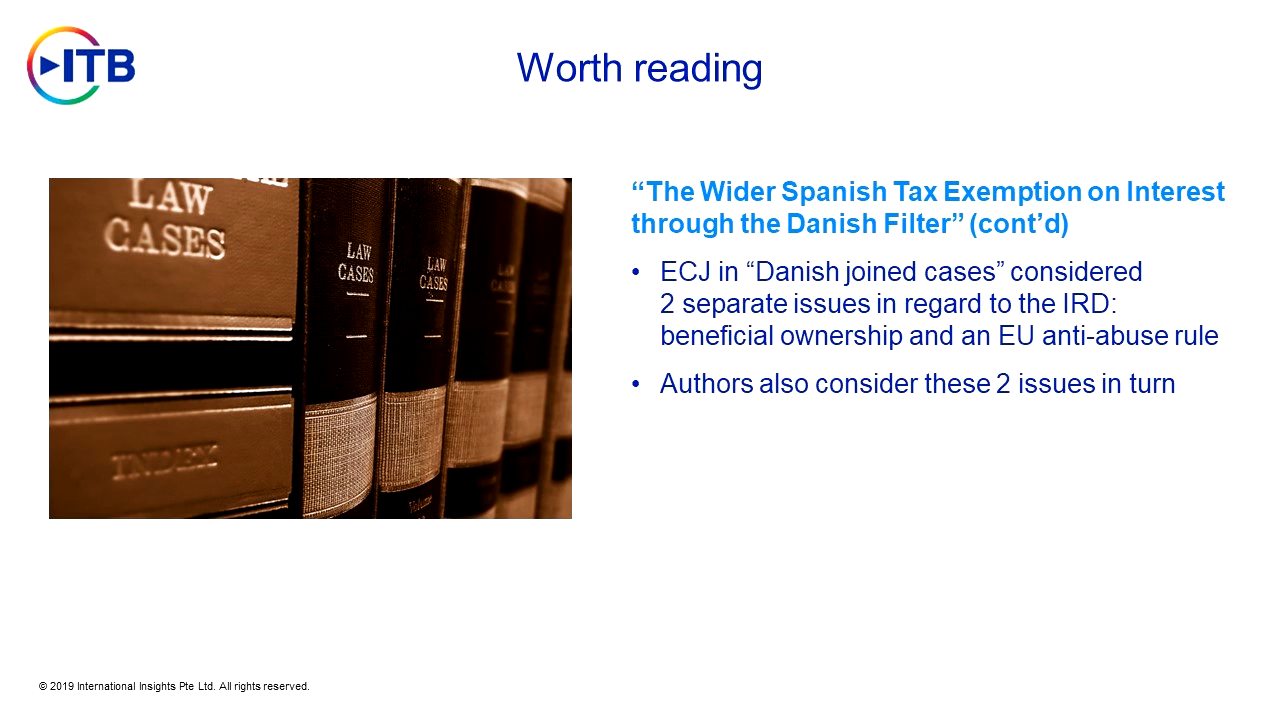 ITB
Worth reading
LAW
CASES
INDEX
LAW
CASES
LAW
CASES
Volume
“The Wider Spanish Tax Exemption on Interest
through the Danish Filter” (cont’d)
• ECJ in “Danish joined cases” considered
2 separate issues in regard to the IRD:
beneficial ownership and an EU anti-abuse rule
• Authors also consider these 2 issues in turn
© 2019 International Insights Pte Ltd. All rights reserved.